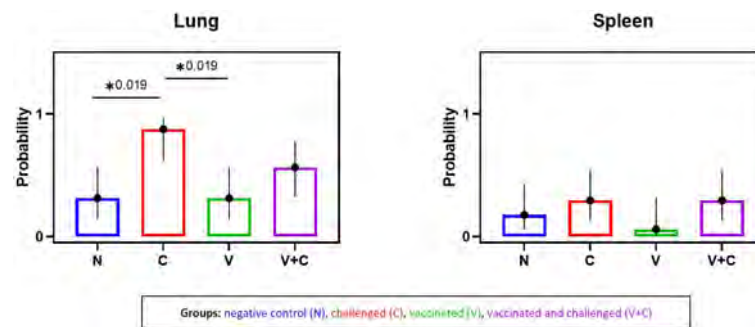 Lung
Spleen
*0.019
*0.019
Probability
1
0
N C V V+C
Probability
1
0
N C V V+C
Groups: negative control (N), challenged (C), vaccinated (V), vaccinated and challenged (V+C)